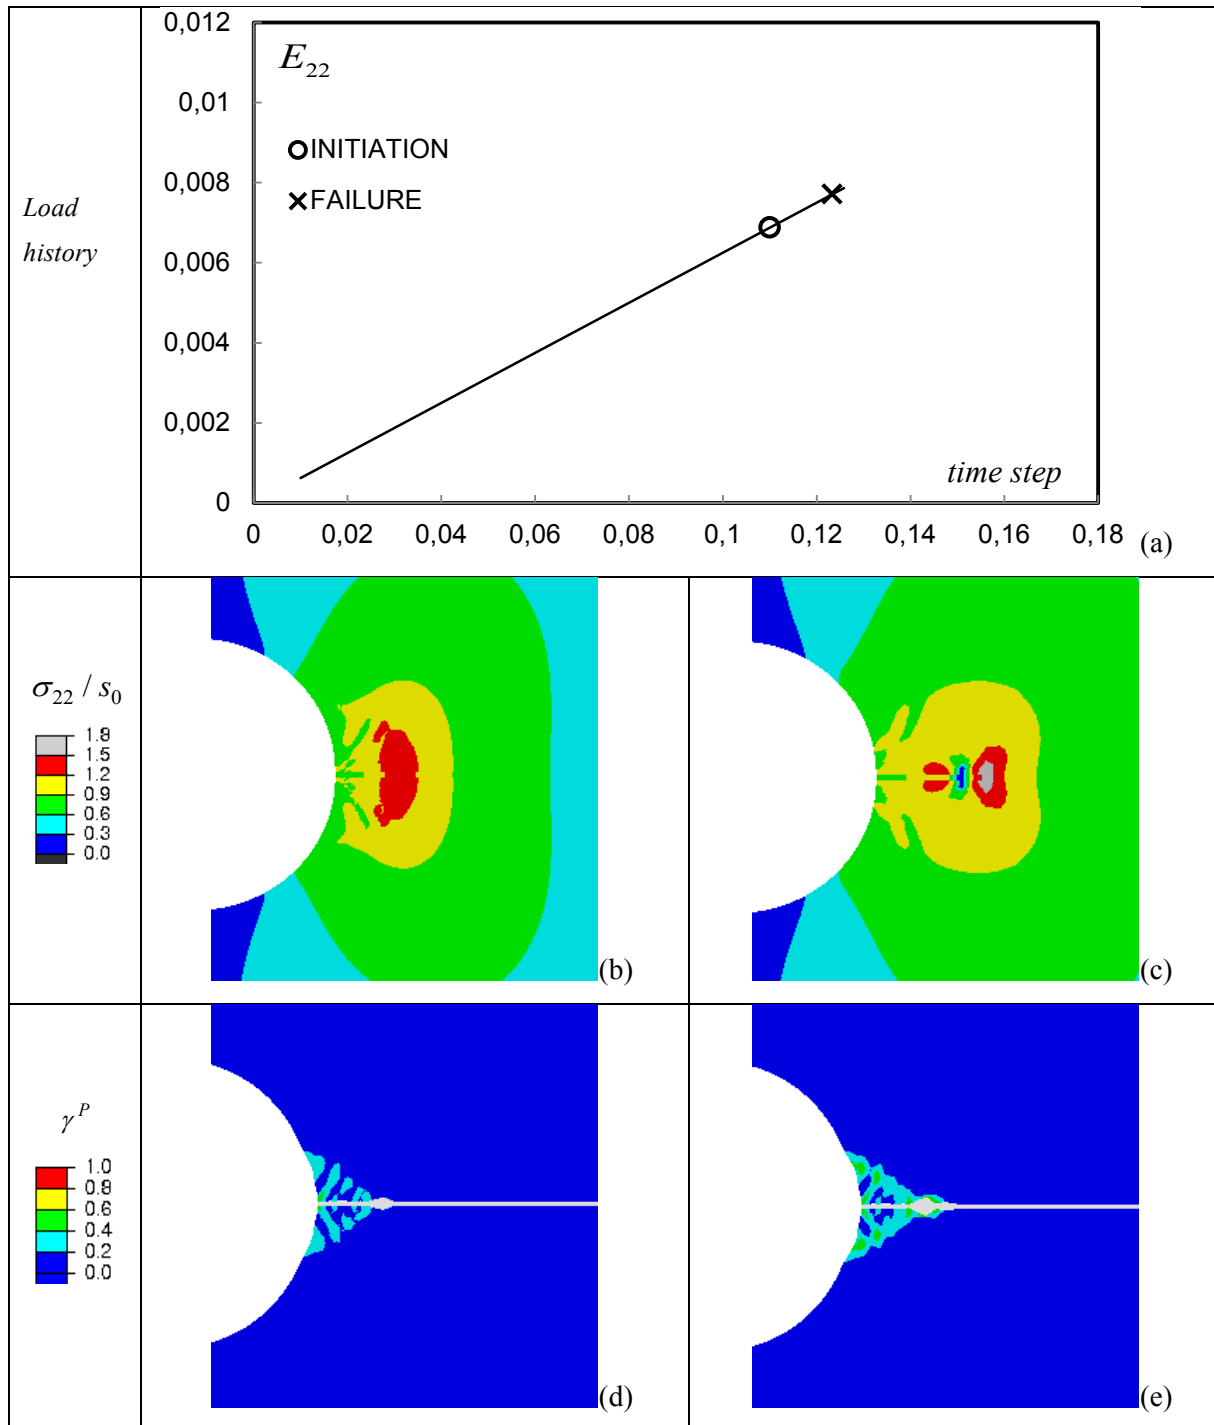 0,012
E22
0,01
INITIATION
0,008
FAILURE
Load
history
0,006
0,004
0,002
time step
0
0 0,02 0,04 0,06 0,08 0,1 0,12 0,14 0,16 0,18
(a)
σ22 / s0
1.8
1.5
1.2
0.9
0.6
0.3
0.0
(b)
(c)
γP
1.0
0.8
0.6
0.4
0.2
0.0
(d)
(e)